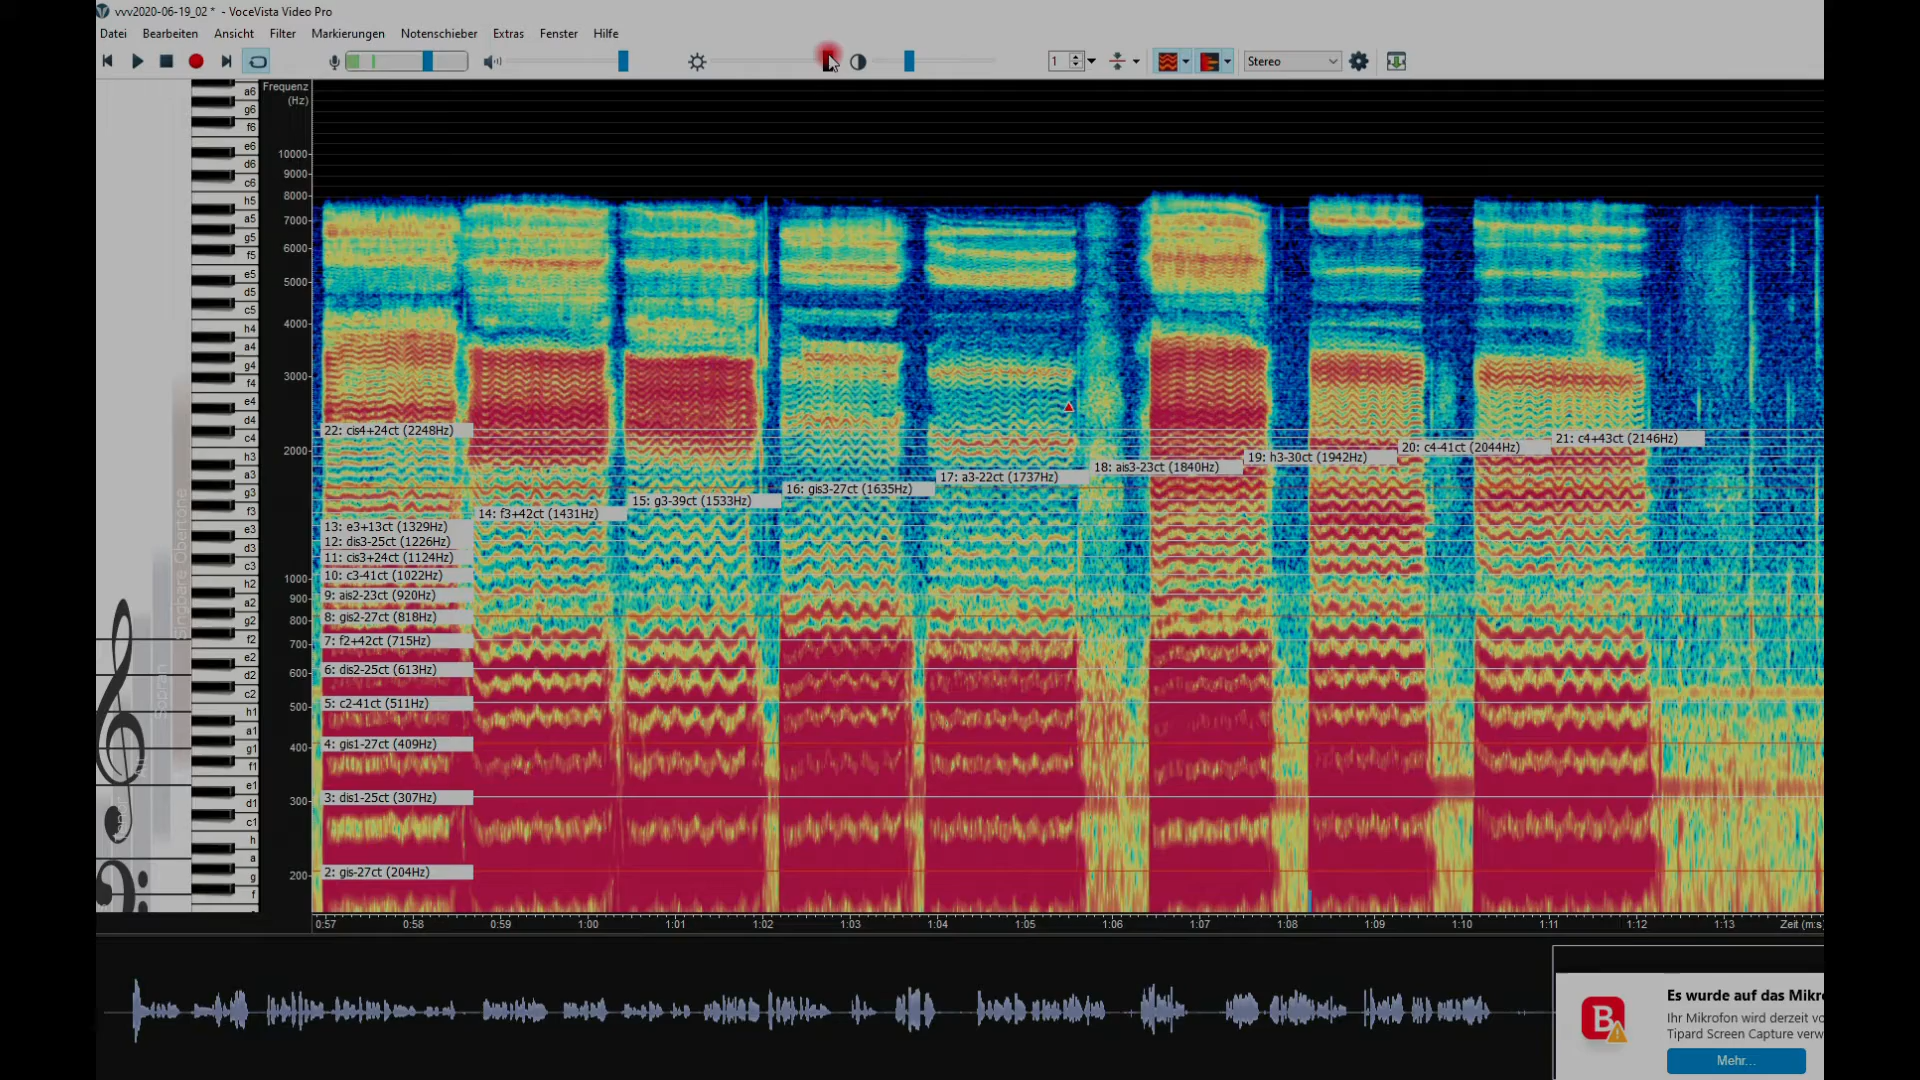 vvv2020-06-19_02 * - VoceVista Video Pro
Datei Bearbeiten Ansicht Filter Markierungen Notenschieber Extras Fenster Hilfe
1 Stereo
Frequenz
(Hz)
a6
g6
f6
e6
d6
c6
h5
a5
g5
f5
e5
d5
c5
h4
a4
g4
f4
e4
d4
c4
h3
a3
g3
f3
e3
d3
c3
h2
a2
g2
f2
e2
d2
c2
h1
a1
g1
f1
e1
d1
c1
h
a
g
f
Singbare Obertöne
Sopran
Alt
Tenor
10000
9000
8000
7000
6000
5000
4000
3000
2000
1000
900
800
700
600
500
400
300
200
22: cis4+24ct (2248Hz)
21: c4+43ct (2146Hz)
20: c4-41ct (2044Hz)
19: h3-30ct (1942Hz)
18: ais3-23ct (1840Hz)
17: a3-22ct (1737Hz)
16: gis3-27ct (1635Hz)
15: g3-39ct (1533Hz)
14: f3+42ct (1431Hz)
13: e3+13ct (1329Hz)
12: dis3-25ct (1226Hz)
11: cis3+24ct (1124Hz)
10: c3-41ct (1022Hz)
9: ais2-23ct (920Hz)
8: gis2-27ct (818Hz)
7: f2+42ct (715Hz)
6: dis2-25ct (613Hz)
5: c2-41ct (511Hz)
4: gis1-27ct (409Hz)
3: dis1-25ct (307Hz)
2: gis-27ct (204Hz)
0:57 0:58 0:59 1:00 1:01 1:02 1:03 1:04 1:05 1:06 1:07 1:08 1:09 1:10 1:11 1:12 1:13 Zeit (m:s
B
Es wurde auf das Mikr
Ihr Mikrofon wird derzeit vo
Tipard Screen Capture verw
Mehr...